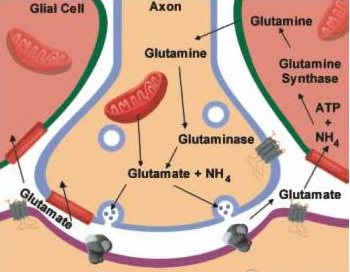 Glial Cell
Axon
Glutamine
Glutamine
Glutamine
Synthase
ATP
+
NH₄
Glutaminase
Glutamate + NH₄
Glutamate
Glutamate